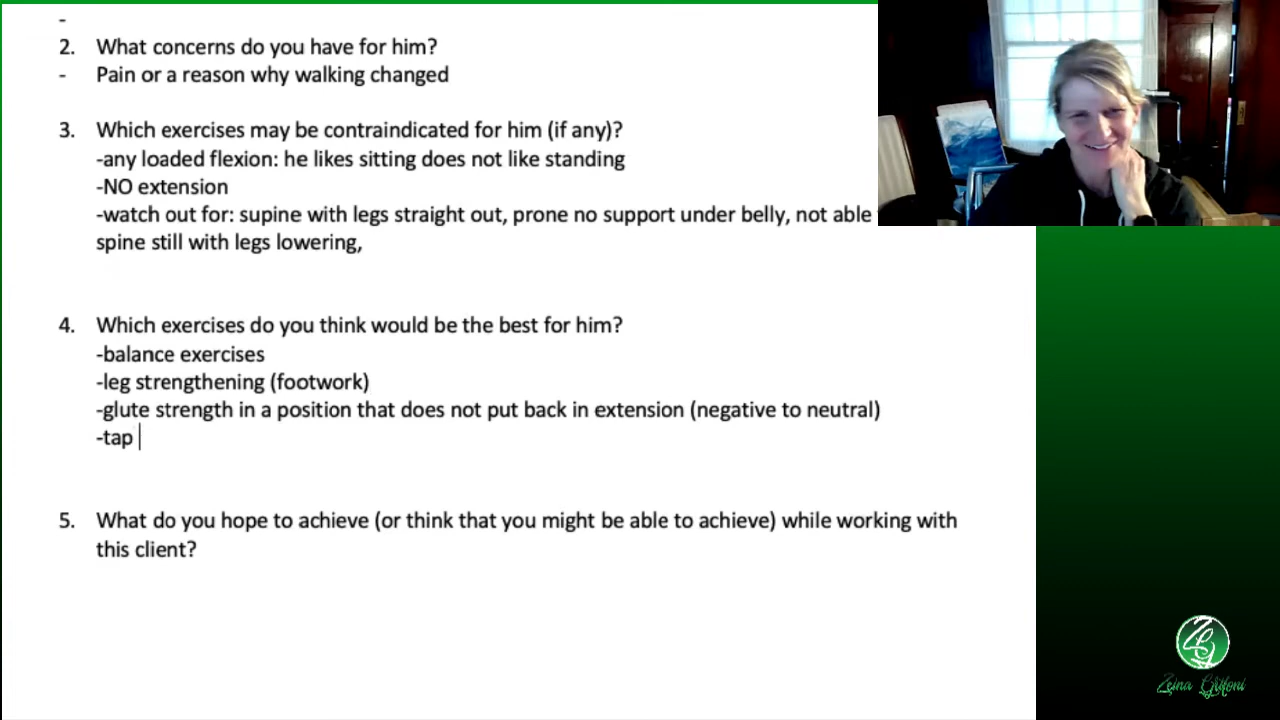 -
2. What concerns do you have for him?
- Pain or a reason why walking changed
3. Which exercises may be contraindicated for him (if any)?
-any loaded flexion: he likes sitting does not like standing
-NO extension
-watch out for: supine with legs straight out, prone no support under belly, not able
spine still with legs lowering,
4. Which exercises do you think would be the best for him?
-balance exercises
-leg strengthening (footwork)
-glute strength in a position that does not put back in extension (negative to neutral)
-tap
5. What do you hope to achieve (or think that you might be able to achieve) while working with
this client?
Zeina Grifoni